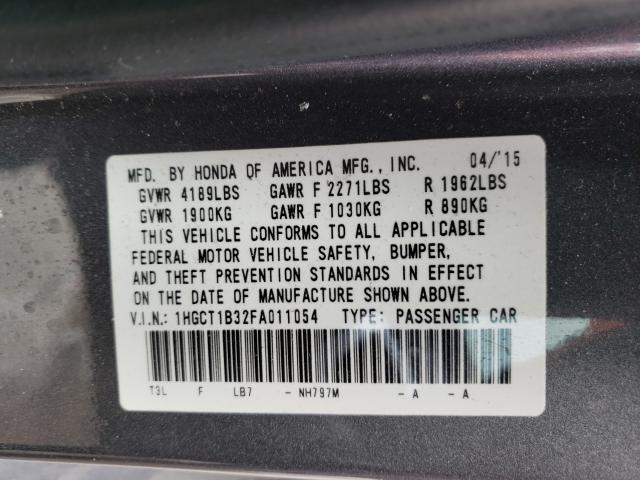 MFD. BY HONDA OF AMERICA MFG., INC. 04/'15
GVWR 4189LBS GAWR F 2271LBS R 1962LBS
GVWR 1900KG GAWR F 1030KG R 890KG
THIS VEHICLE CONFORMS TO ALL APPLICABLE
FEDERAL MOTOR VEHICLE SAFETY, BUMPER,
AND THEFT PREVENTION STANDARDS IN EFFECT
ON THE DATE OF MANUFACTURE SHOWN ABOVE.
V.I.N.: 1HGCT1B32FA011054 TYPE: PASSENGER CAR
T3L F LB7 - NH797M - A - A